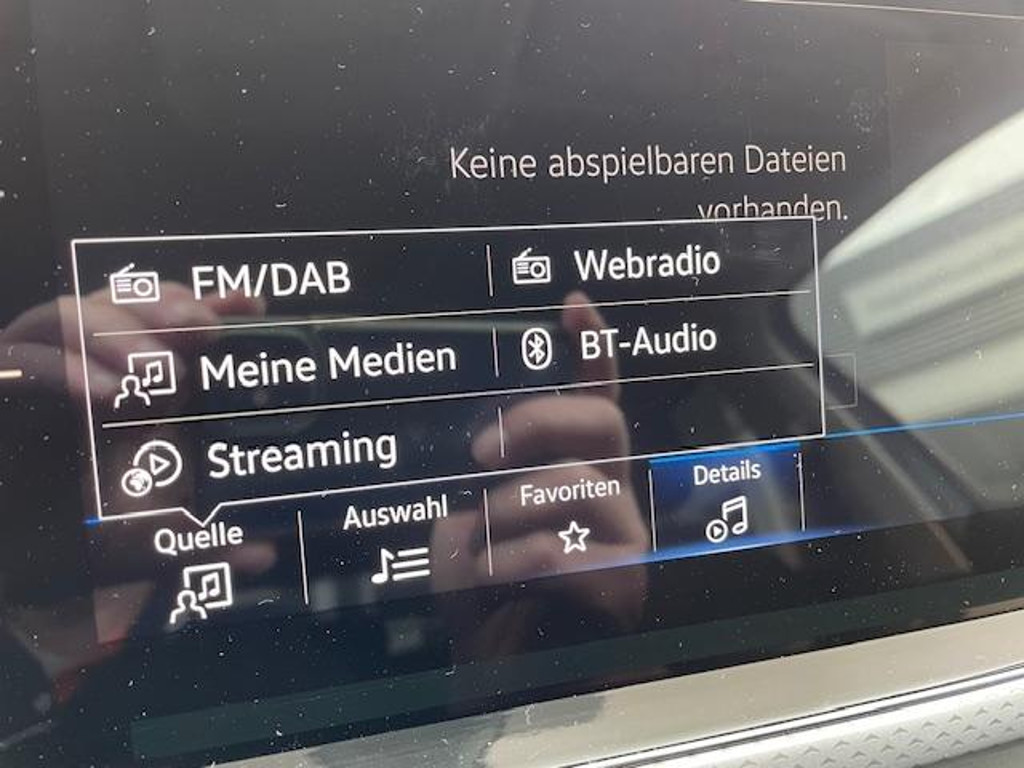 Keine abspielbaren Dateien
vorhanden.
FM/DAB
Webradio
Meine Medien
BT-Audio
Streaming
Quelle
Auswahl
Favoriten
Details